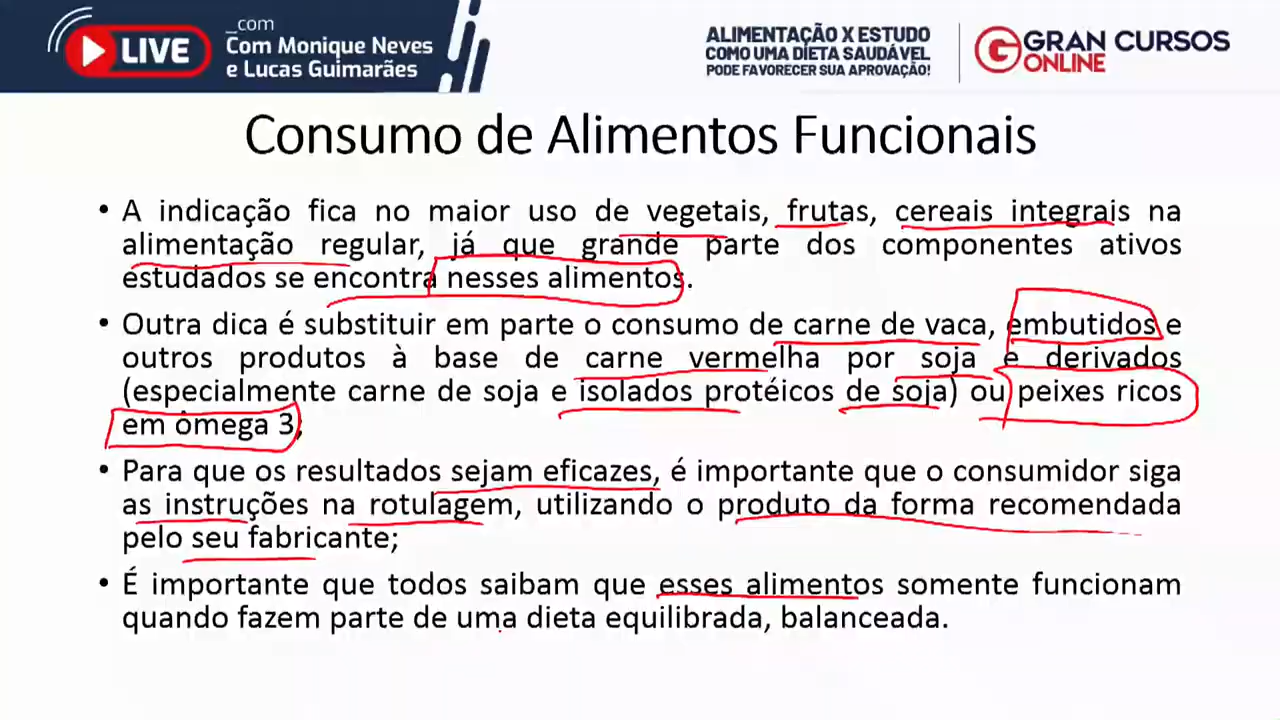 LIVE
_com
Com Monique Neves
e Lucas Guimarães
ALIMENTAÇÃO X ESTUDO
COMO UMA DIETA SAUDÁVEL
PODE FAVORECER SUA APROVAÇÃO!
GRAN CURSOS
ONLINE
Consumo de Alimentos Funcionais
• A indicação fica no maior uso de vegetais, frutas, cereais integrais na
alimentação regular, já que grande parte dos componentes ativos
estudados se encontra nesses alimentos.
• Outra dica é substituir em parte o consumo de carne de vaca, embutidos e
outros produtos à base de carne vermelha por soja e derivados
(especialmente carne de soja e isolados protéicos de soja) ou peixes ricos
em ômega 3;
• Para que os resultados sejam eficazes, é importante que o consumidor siga
as instruções na rotulagem, utilizando o produto da forma recomendada
pelo seu fabricante;
• É importante que todos saibam que esses alimentos somente funcionam
quando fazem parte de uma dieta equilibrada, balanceada.